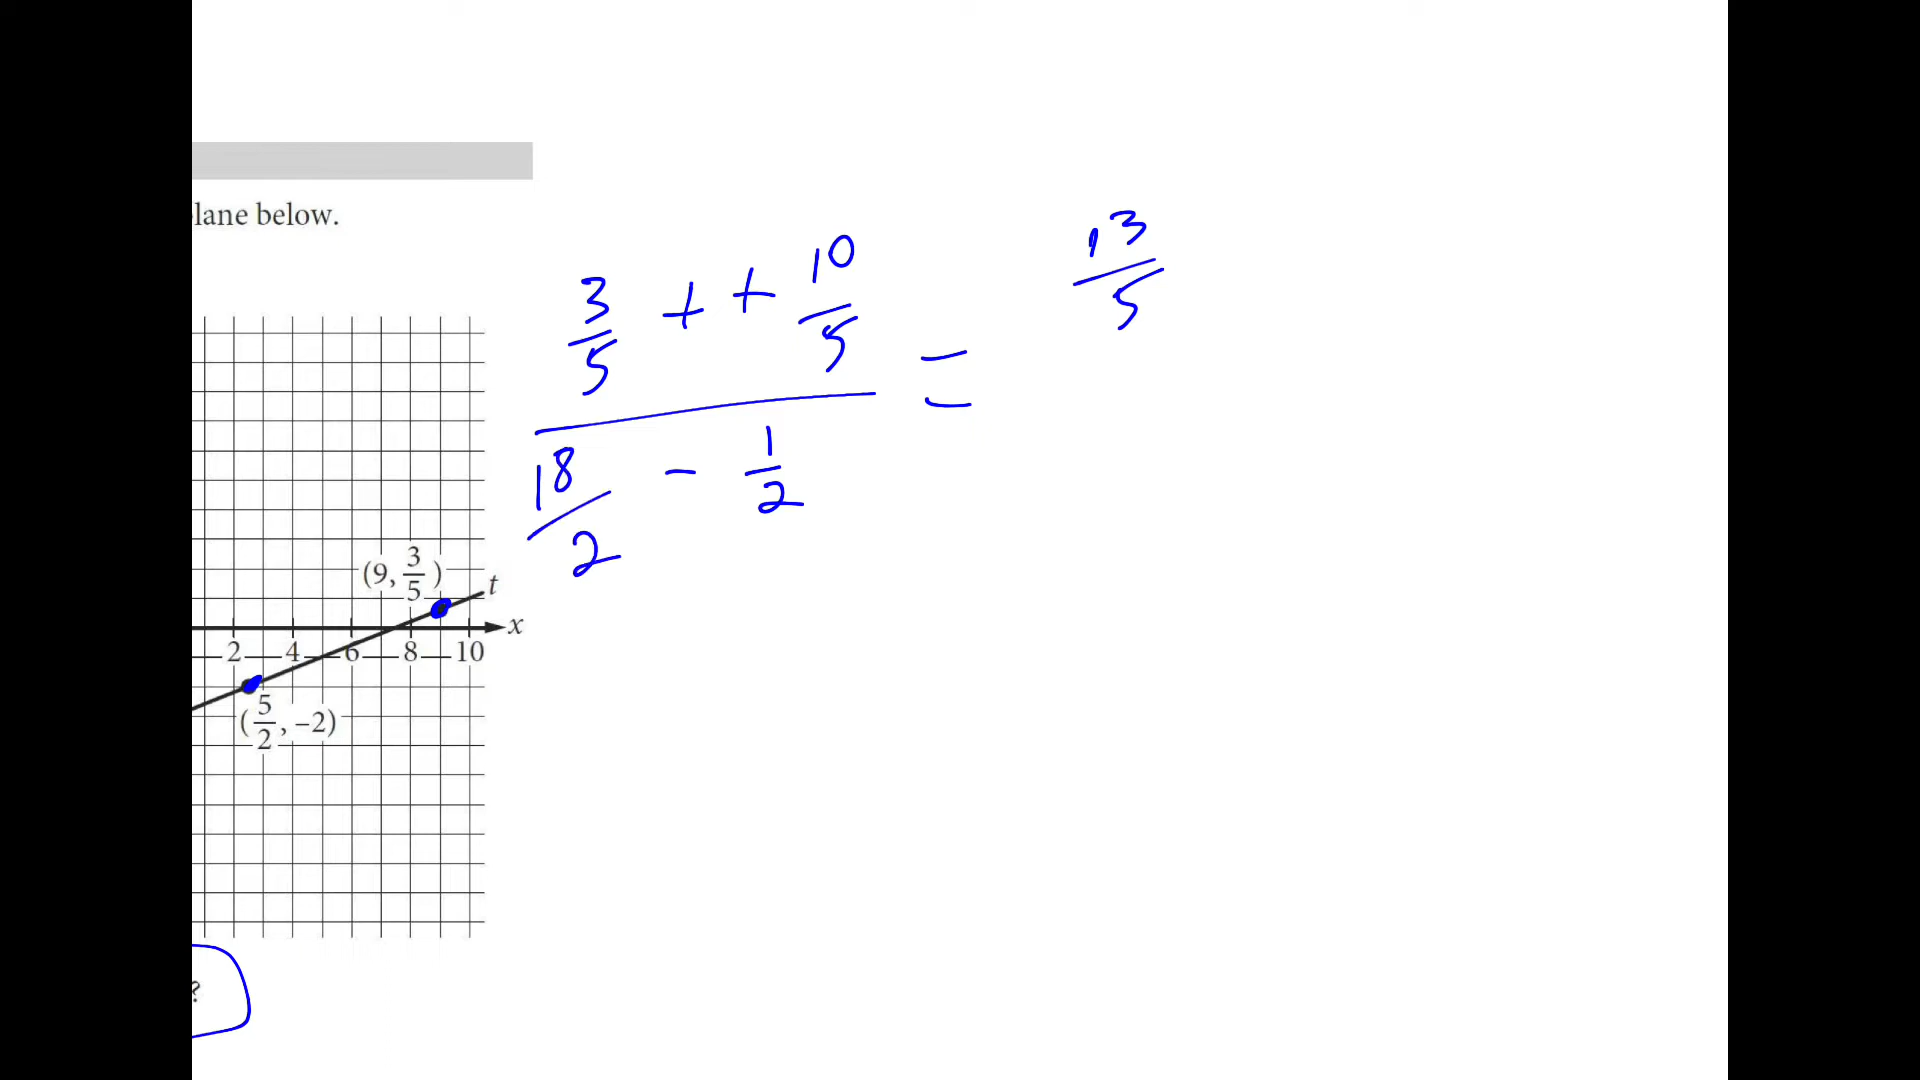 lane below.
3/5 + + 10/5
18/2 - 1/2
=
13/5
(9, 3/5)
t
x
2 4 6 8 10
(5/2, –2)
?